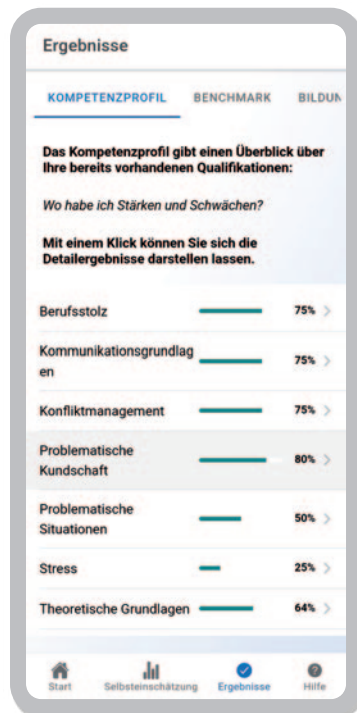 Ergebnisse
KOMPETENZPROFIL BENCHMARK BILDUN
Das Kompetenzprofil gibt einen Überblick über
Ihre bereits vorhandenen Qualifikationen:
Wo habe ich Stärken und Schwächen?
Mit einem Klick können Sie sich die
Detailergebnisse darstellen lassen.
Berufsstolz 75%
Kommunikationsgrundlag
en 75%
Konfliktmanagement 75%
Problematische
Kundschaft 80%
Problematische
Situationen 50%
Stress 25%
Theoretische Grundlagen 64%
Start Selbsteinschätzung Ergebnisse Hilfe